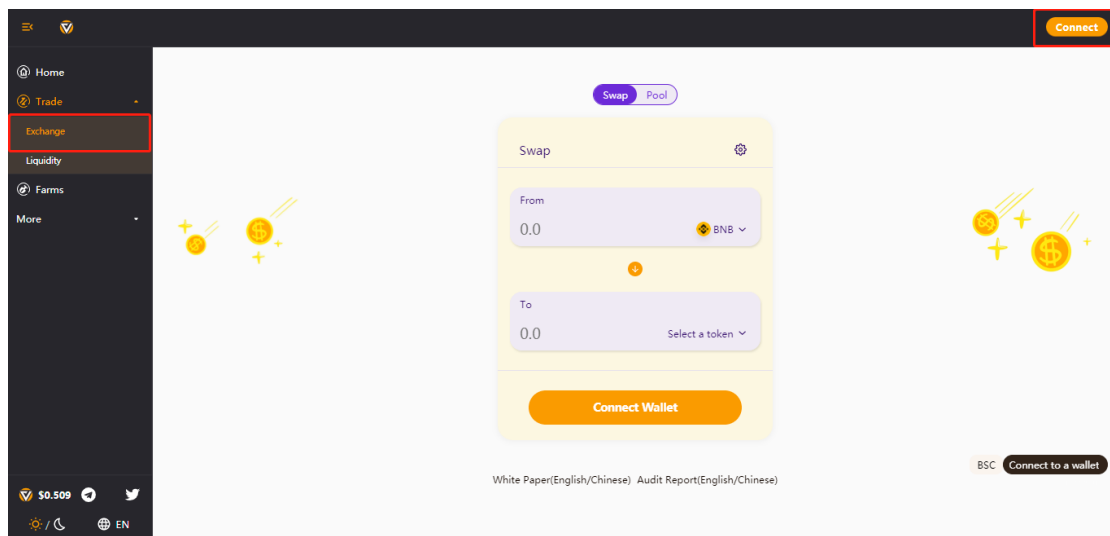 Connect
Home
Trade
Exchange
Liquidity
Farms
More
$0.509
EN
Swap Pool
Swap
From
0.0 BNB
To
0.0 Select a token
Connect Wallet
White Paper(English/Chinese) Audit Report(English/Chinese)
BSC Connect to a wallet